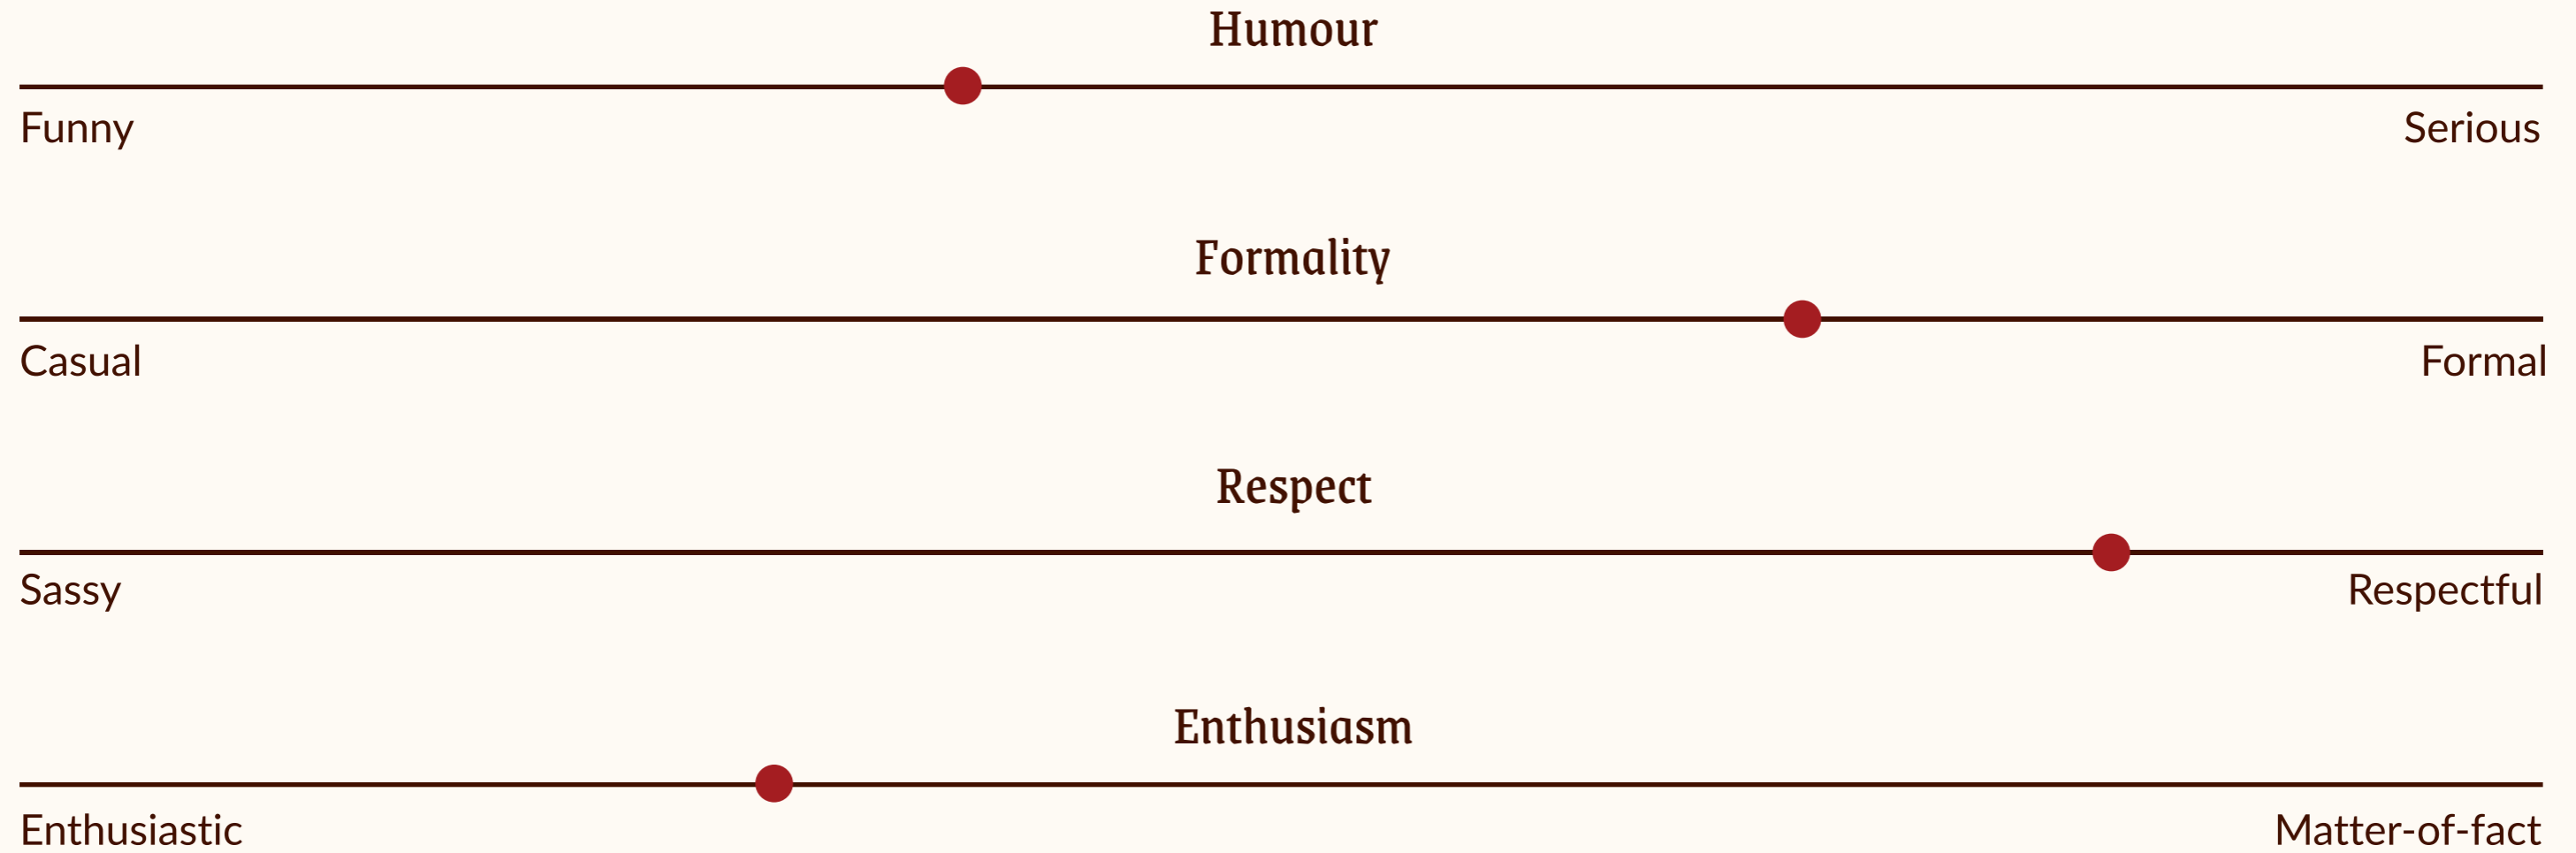 Humour
Funny Serious
Formality
Casual Formal
Respect
Sassy Respectful
Enthusiasm
Enthusiastic Matter-of-fact